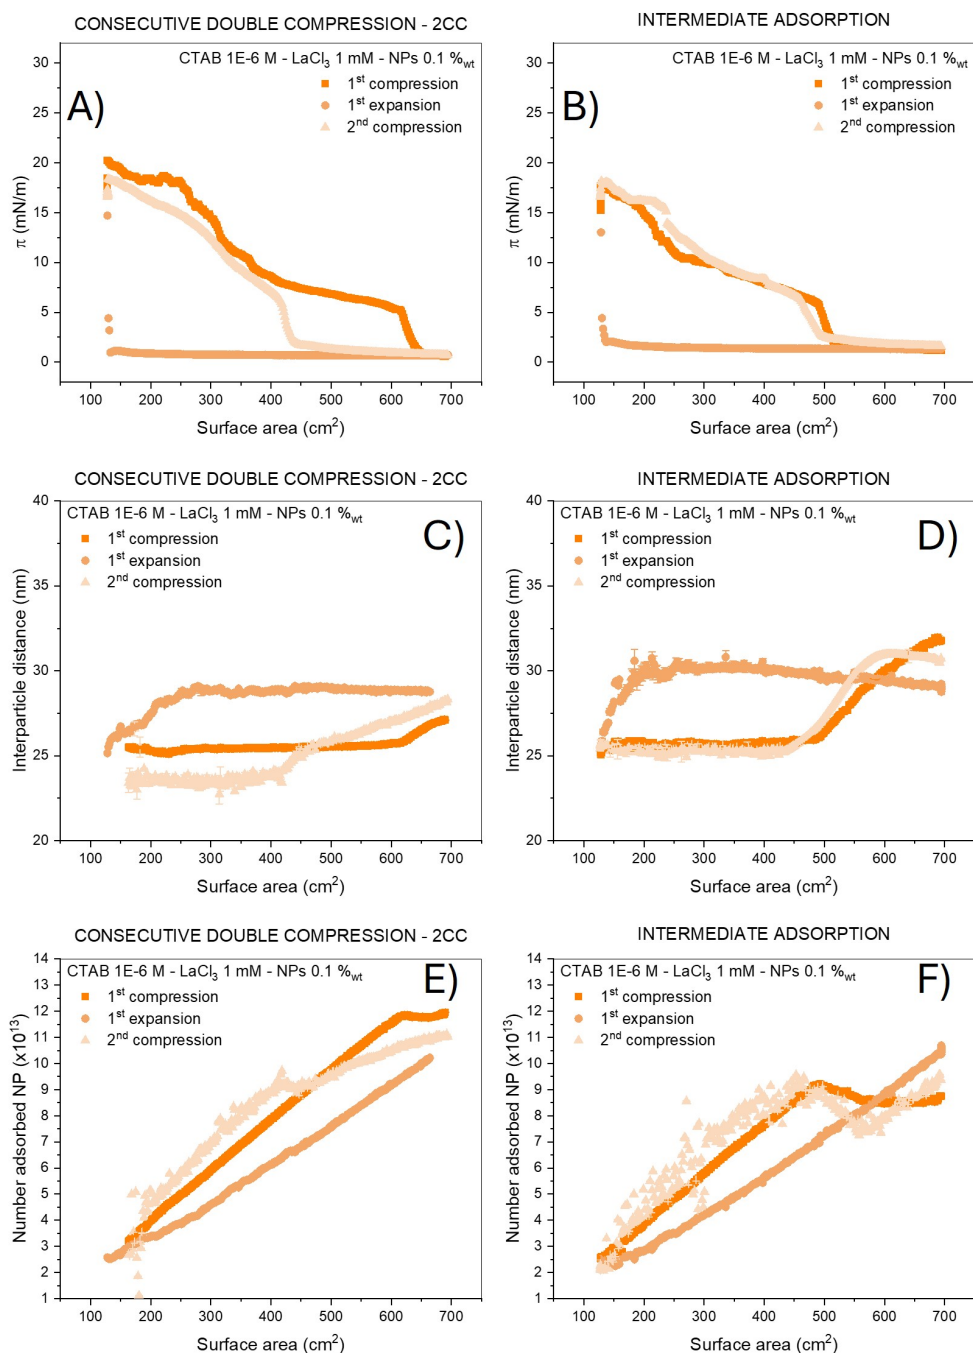 CONSECUTIVE DOUBLE COMPRESSION - 2CC
CTAB 1E-6 M - LaCl₃ 1 mM - NPs 0.1 %wt
1st compression
1st expansion
2nd compression
A)
30
25
20
15
10
5
0
π (mN/m)
100 200 300 400 500 600 700
Surface area (cm²)
INTERMEDIATE ADSORPTION
CTAB 1E-6 M - LaCl₃ 1 mM - NPs 0.1 %wt
1st compression
1st expansion
2nd compression
B)
30
25
20
15
10
5
0
π (mN/m)
100 200 300 400 500 600 700
Surface area (cm²)
CONSECUTIVE DOUBLE COMPRESSION - 2CC
CTAB 1E-6 M - LaCl₃ 1 mM - NPs 0.1 %wt
1st compression
1st expansion
2nd compression
C)
40
35
30
25
20
Interparticle distance (nm)
100 200 300 400 500 600 700
Surface area (cm²)
INTERMEDIATE ADSORPTION
CTAB 1E-6 M - LaCl₃ 1 mM - NPs 0.1 %wt
1st compression
1st expansion
2nd compression
D)
40
35
30
25
20
Interparticle distance (nm)
100 200 300 400 500 600 700
Surface area (cm²)
CONSECUTIVE DOUBLE COMPRESSION - 2CC
CTAB 1E-6 M - LaCl₃ 1 mM - NPs 0.1 %wt
1st compression
1st expansion
2nd compression
E)
14
13
12
11
10
9
8
7
6
5
4
3
2
1
Number adsorbed NP (x10¹³)
100 200 300 400 500 600 700
Surface area (cm²)
INTERMEDIATE ADSORPTION
CTAB 1E-6 M - LaCl₃ 1 mM - NPs 0.1 %wt
1st compression
1st expansion
2nd compression
F)
14
13
12
11
10
9
8
7
6
5
4
3
2
1
Number adsorbed NP (x10¹³)
100 200 300 400 500 600 700
Surface area (cm²)